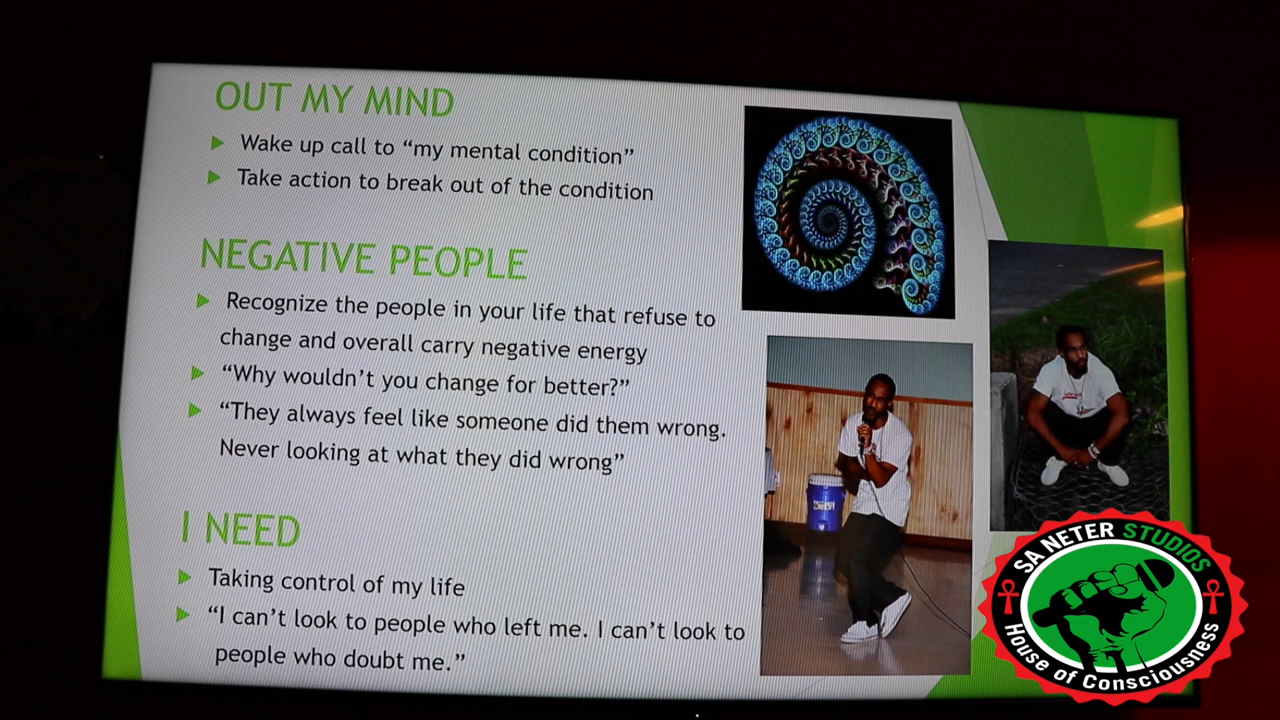 OUT MY MIND
Wake up call to “my mental condition”
Take action to break out of the condition
NEGATIVE PEOPLE
Recognize the people in your life that refuse to
change and overall carry negative energy
“Why wouldn’t you change for better?”
“They always feel like someone did them wrong.
Never looking at what they did wrong”
I NEED
Taking control of my life
“I can’t look to people who left me. I can’t look to
people who doubt me.”
SA NETER STUDIOS
House of Consciousness